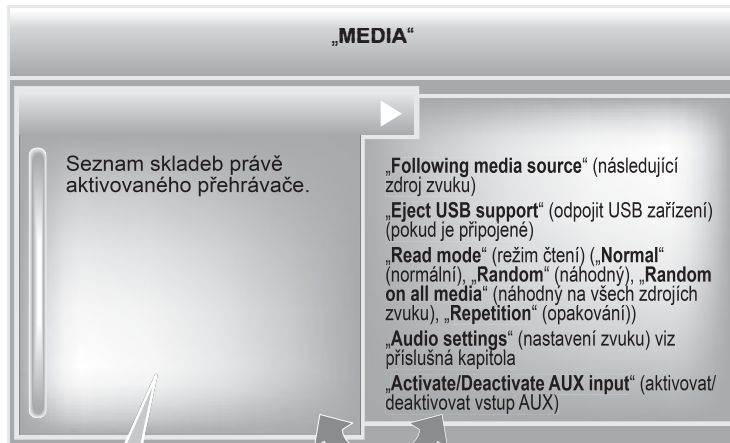 „MEDIA“
Seznam skladeb právě
aktivovaného přehrávače.
„Following media source“ (následující
zdroj zvuku)
„Eject USB support“ (odpojit USB zařízení)
(pokud je připojené)
„Read mode“ (režim čtení) („Normal“
(normální), „Random“ (náhodný), „Random
on all media“ (náhodný na všech zdrojích
zvuku), „Repetition“ (opakování))
„Audio settings“ (nastavení zvuku) viz
příslušná kapitola
„Activate/Deactivate AUX input“ (aktivovat/
deaktivovat vstup AUX)